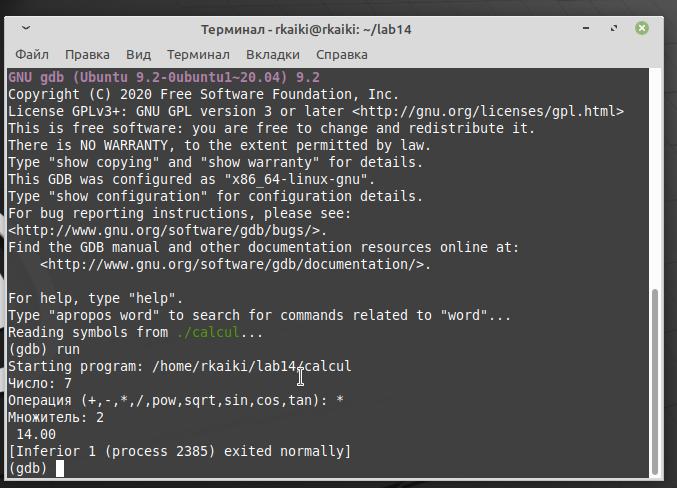 Терминал - rkaiki@rkaiki: ~/lab14
Файл Правка Вид Терминал Вкладки Справка
GNU gdb (Ubuntu 9.2-0ubuntu1~20.04) 9.2
Copyright (C) 2020 Free Software Foundation, Inc.
License GPLv3+: GNU GPL version 3 or later <http://gnu.org/licenses/gpl.html>
This is free software: you are free to change and redistribute it.
There is NO WARRANTY, to the extent permitted by law.
Type "show copying" and "show warranty" for details.
This GDB was configured as "x86_64-linux-gnu".
Type "show configuration" for configuration details.
For bug reporting instructions, please see:
<http://www.gnu.org/software/gdb/bugs/>.
Find the GDB manual and other documentation resources online at:
    <http://www.gnu.org/software/gdb/documentation/>.

For help, type "help".
Type "apropos word" to search for commands related to "word"...
Reading symbols from ./calcul...
(gdb) run
Starting program: /home/rkaiki/lab14/calcul
Число: 7
Операция (+,-,*,/,pow,sqrt,sin,cos,tan): *
Множитель: 2
 14.00
[Inferior 1 (process 2385) exited normally]
(gdb)